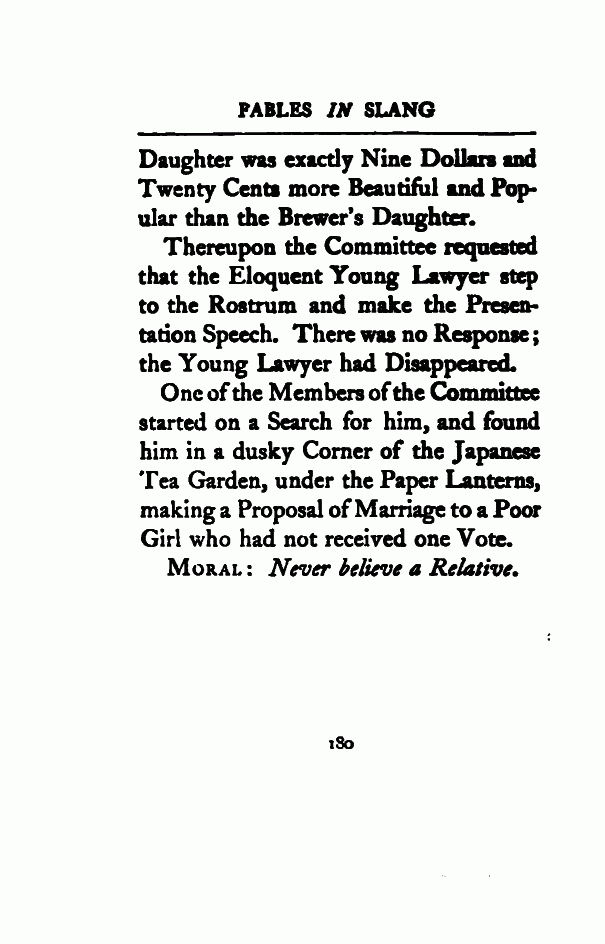 FABLES IN SLANG
Daughter was exactly Nine Dollars and
Twenty Cents more Beautiful and Pop-
ular than the Brewer's Daughter.
Thereupon the Committee requested
that the Eloquent Young Lawyer step
to the Rostrum and make the Presen-
tation Speech. There was no Response;
the Young Lawyer had Disappeared.
One of the Members of the Committee
started on a Search for him, and found
him in a dusky Corner of the Japanese
Tea Garden, under the Paper Lanterns,
making a Proposal of Marriage to a Poor
Girl who had not received one Vote.
MORAL: Never believe a Relative.
180